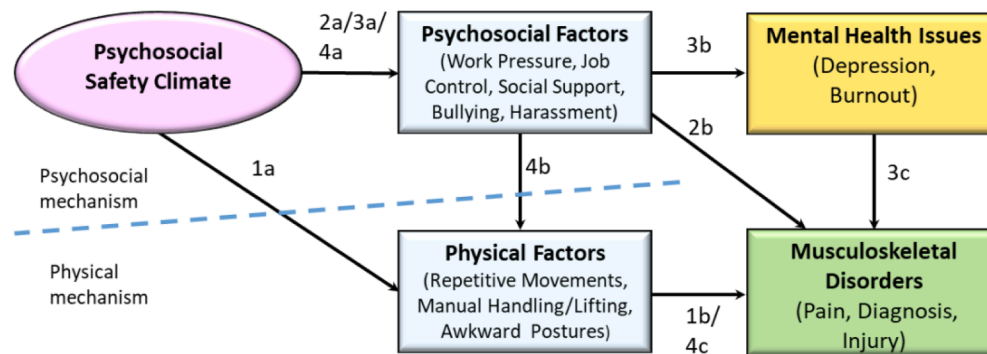 Psychosocial
Safety Climate
2a/3a/
4a
Psychosocial Factors
(Work Pressure, Job
Control, Social Support,
Bullying, Harassment)
3b
Mental Health Issues
(Depression,
Burnout)
2b
1a
4b
3c
Psychosocial
mechanism
Physical
mechanism
Physical Factors
(Repetitive Movements,
Manual Handling/Lifting,
Awkward Postures)
1b/
4c
Musculoskeletal
Disorders
(Pain, Diagnosis,
Injury)